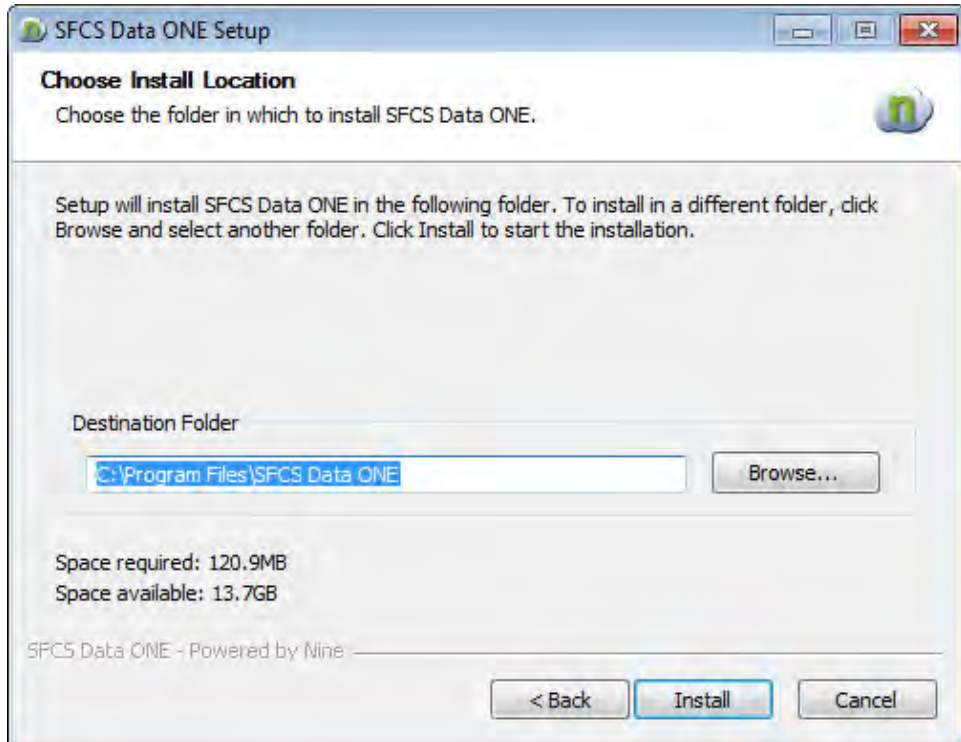 SFCS Data ONE Setup
Choose Install Location
Choose the folder in which to install SFCS Data ONE.
n
Setup will install SFCS Data ONE in the following folder. To install in a different folder, click
Browse and select another folder. Click Install to start the installation.
Destination Folder
C:\Program Files\SFCS Data ONE
Browse...
Space required: 120.9MB
Space available: 13.7GB
SFCS Data ONE - Powered by Nine
< Back
Install
Cancel